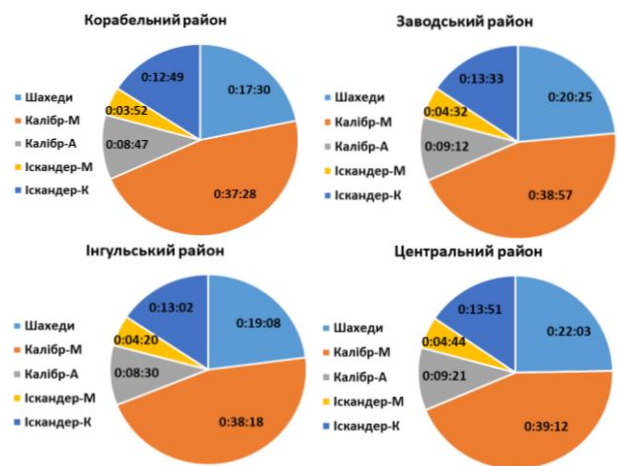 Корабельний район
Шахеди
Калібр-М
Калібр-А
Іскандер-М
Іскандер-К
0:12:49
0:17:30
0:03:52
0:08:47
0:37:28
Заводський район
Шахеди
Калібр-М
Калібр-А
Іскандер-М
Іскандер-К
0:13:33
0:20:25
0:04:32
0:09:12
0:38:57
Інгульський район
Шахеди
Калібр-М
Калібр-А
Іскандер-М
Іскандер-К
0:13:02
0:19:08
0:04:20
0:08:30
0:38:18
Центральний район
Шахеди
Калібр-М
Калібр-А
Іскандер-М
Іскандер-К
0:13:51
0:22:03
0:04:44
0:09:21
0:39:12